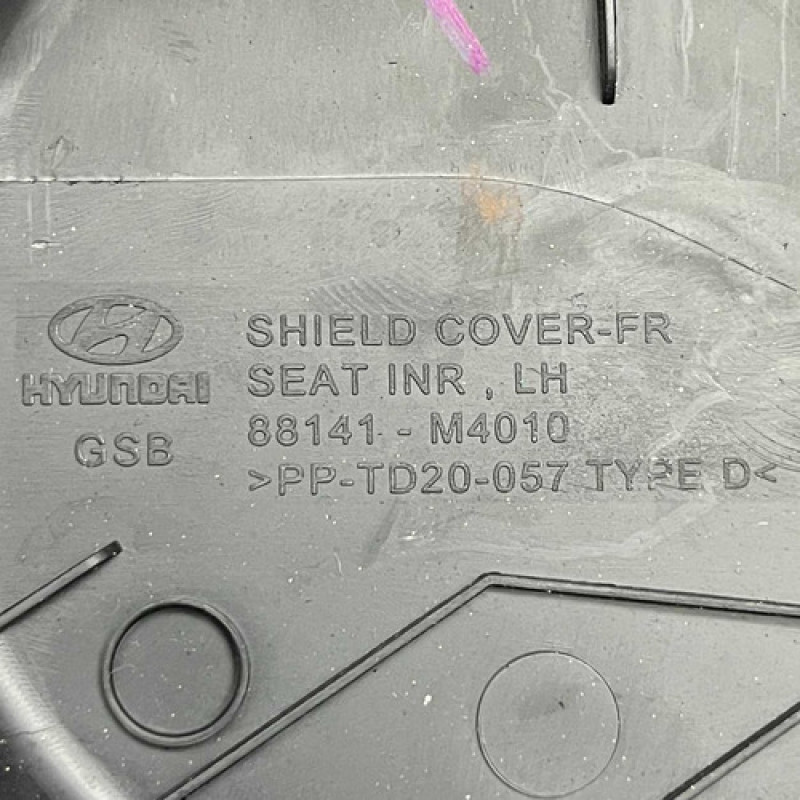 HYUNDAI
GSB
SHIELD COVER-FR
SEAT INR , LH
88141 - M4010
>PP-TD20-057 TYPE D<